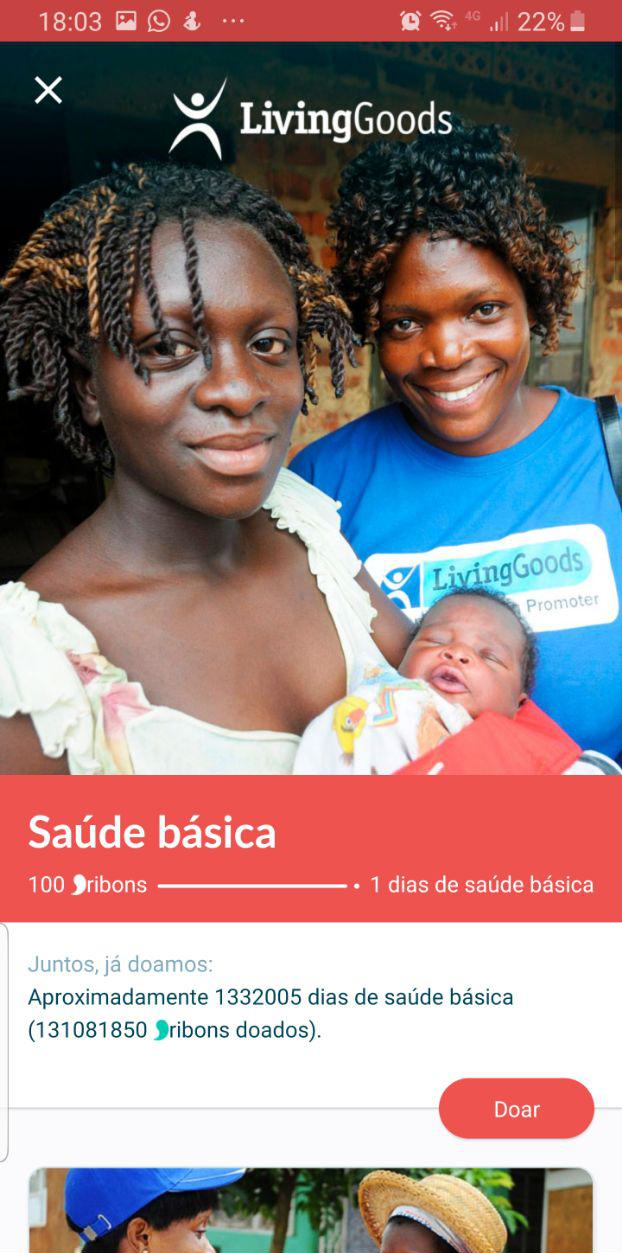 18:03
4G
22%
LivingGoods
LivingGoods
Promoter
Saúde básica
100 ribons
1 dias de saúde básica
Juntos, já doamos:
Aproximadamente 1332005 dias de saúde básica
(131081850 ribons doados).
Doar